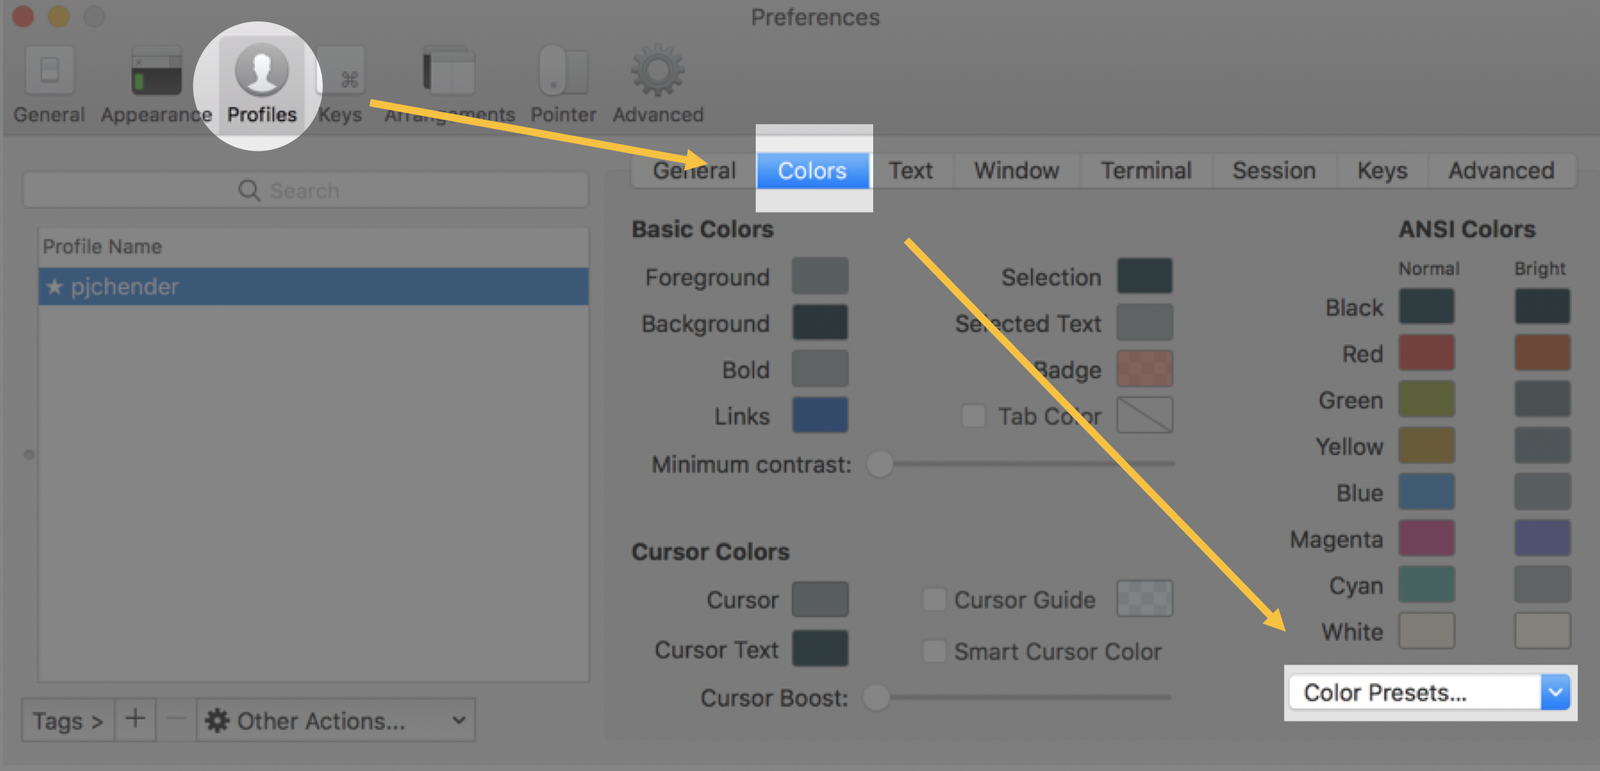 Preferences
General Appearance Profiles Keys Arrangements Pointer Advanced
General Colors Text Window Terminal Session Keys Advanced
Search
Profile Name
★ pjchender
Tags > + − Other Actions...
Basic Colors
Foreground
Background
Bold
Links
Selection
Selected Text
Badge
Tab Color
Minimum contrast:
Cursor Colors
Cursor
Cursor Text
Cursor Guide
Smart Cursor Color
Cursor Boost:
ANSI Colors
Normal Bright
Black
Red
Green
Yellow
Blue
Magenta
Cyan
White
Color Presets...